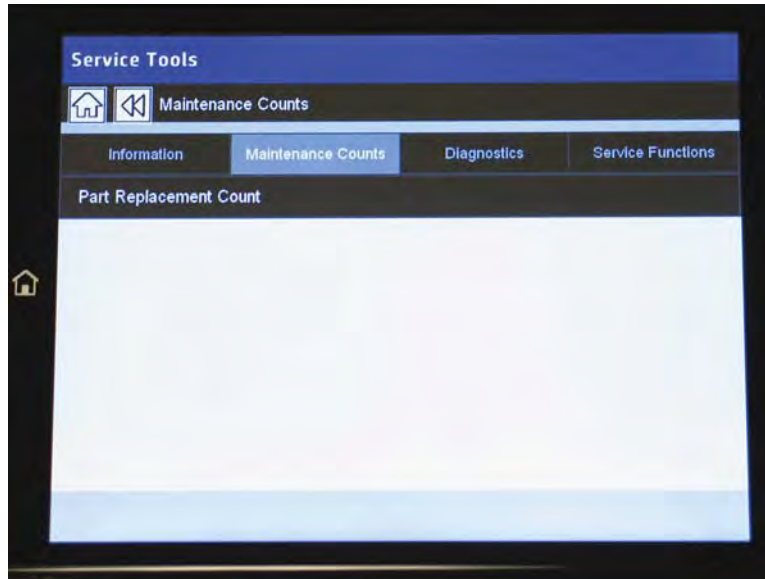 Service Tools
Maintenance Counts
Information Maintenance Counts Diagnostics Service Functions
Part Replacement Count